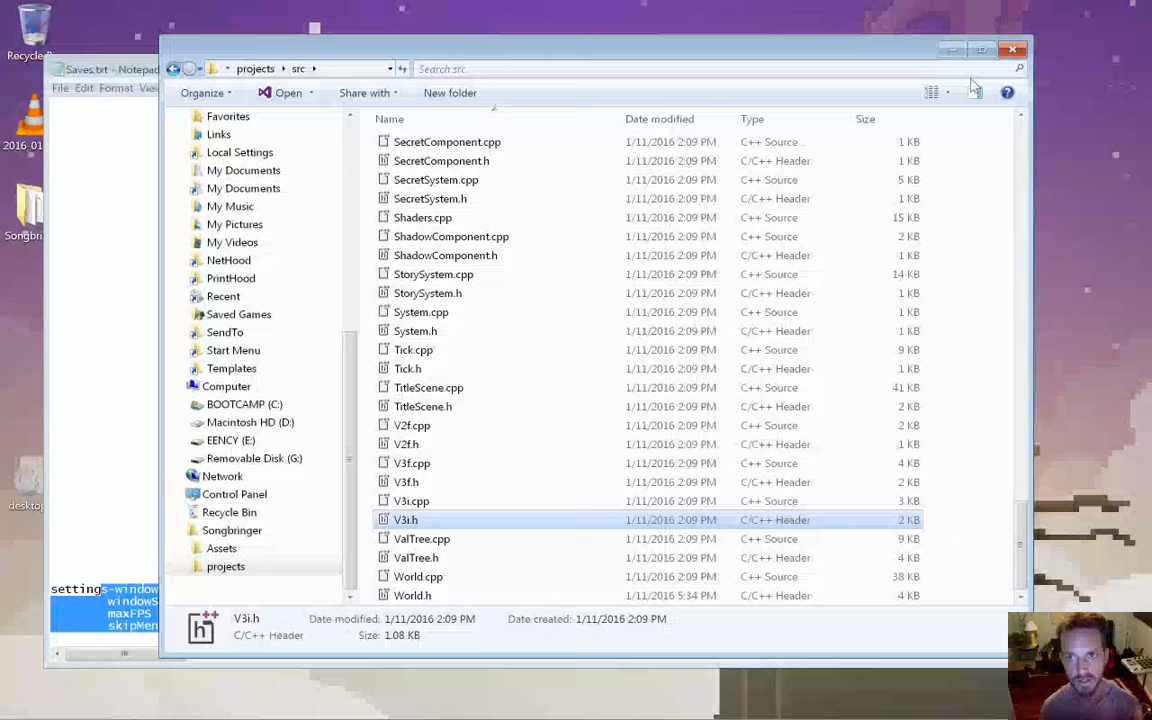 Recycle B
Saves.txt - Notepad
File Edit Format View
2016-01
Songbri
desktop
projects src
Search src
Organize
Open
Share with
New folder
Favorites
Links
Local Settings
My Documents
My Documents
My Music
My Pictures
My Videos
NetHood
PrintHood
Recent
Saved Games
SendTo
Start Menu
Templates
Computer
BOOTCAMP (C:)
Macintosh HD (D:)
EENCY (E:)
Removable Disk (G:)
Network
Control Panel
Recycle Bin
Songbringer
Assets
projects
Name Date modified Type Size
SecretComponent.cpp 1/11/2016 2:09 PM C++ Source 1 KB
SecretComponent.h 1/11/2016 2:09 PM C/C++ Header 1 KB
SecretSystem.cpp 1/11/2016 2:09 PM C++ Source 5 KB
SecretSystem.h 1/11/2016 2:09 PM C/C++ Header 1 KB
Shaders.cpp 1/11/2016 2:09 PM C++ Source 15 KB
ShadowComponent.cpp 1/11/2016 2:09 PM C++ Source 2 KB
ShadowComponent.h 1/11/2016 2:09 PM C/C++ Header 1 KB
StorySystem.cpp 1/11/2016 2:09 PM C++ Source 14 KB
StorySystem.h 1/11/2016 2:09 PM C/C++ Header 1 KB
System.cpp 1/11/2016 2:09 PM C++ Source 1 KB
System.h 1/11/2016 2:09 PM C/C++ Header 1 KB
Tick.cpp 1/11/2016 2:09 PM C++ Source 9 KB
Tick.h 1/11/2016 2:09 PM C/C++ Header 1 KB
TitleScene.cpp 1/11/2016 2:09 PM C++ Source 41 KB
TitleScene.h 1/11/2016 2:09 PM C/C++ Header 2 KB
V2f.cpp 1/11/2016 2:09 PM C++ Source 2 KB
V2f.h 1/11/2016 2:09 PM C/C++ Header 1 KB
V3f.cpp 1/11/2016 2:09 PM C++ Source 4 KB
V3f.h 1/11/2016 2:09 PM C/C++ Header 1 KB
V3i.cpp 1/11/2016 2:09 PM C++ Source 3 KB
V3i.h 1/11/2016 2:09 PM C/C++ Header 2 KB
ValTree.cpp 1/11/2016 2:09 PM C++ Source 9 KB
ValTree.h 1/11/2016 2:09 PM C/C++ Header 4 KB
World.cpp 1/11/2016 2:09 PM C++ Source 38 KB
World.h 1/11/2016 5:34 PM C/C++ Header 4 KB
settings-window
windowS
maxFPS
skipMen
h++
V3i.h Date modified: 1/11/2016 2:09 PM Date created: 1/11/2016 2:09 PM
C/C++ Header Size: 1.08 KB